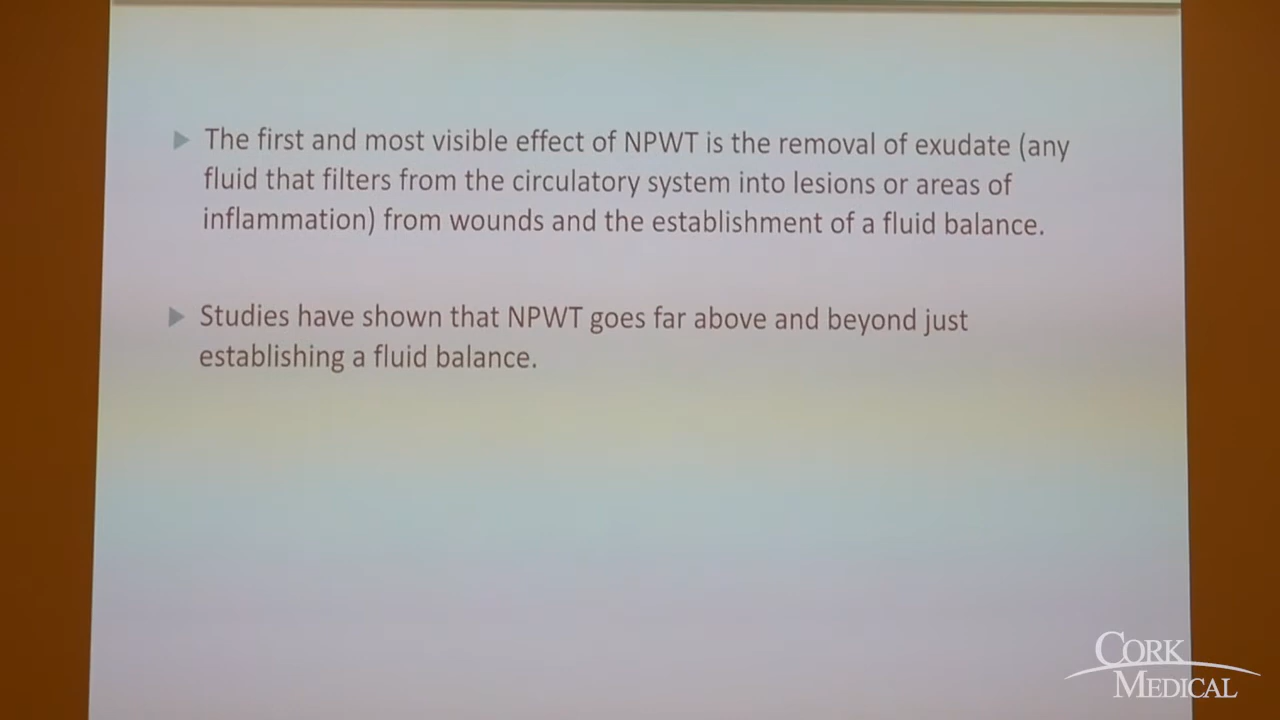 The first and most visible effect of NPWT is the removal of exudate (any
fluid that filters from the circulatory system into lesions or areas of
inflammation) from wounds and the establishment of a fluid balance.
Studies have shown that NPWT goes far above and beyond just
establishing a fluid balance.
CORK
MEDICAL